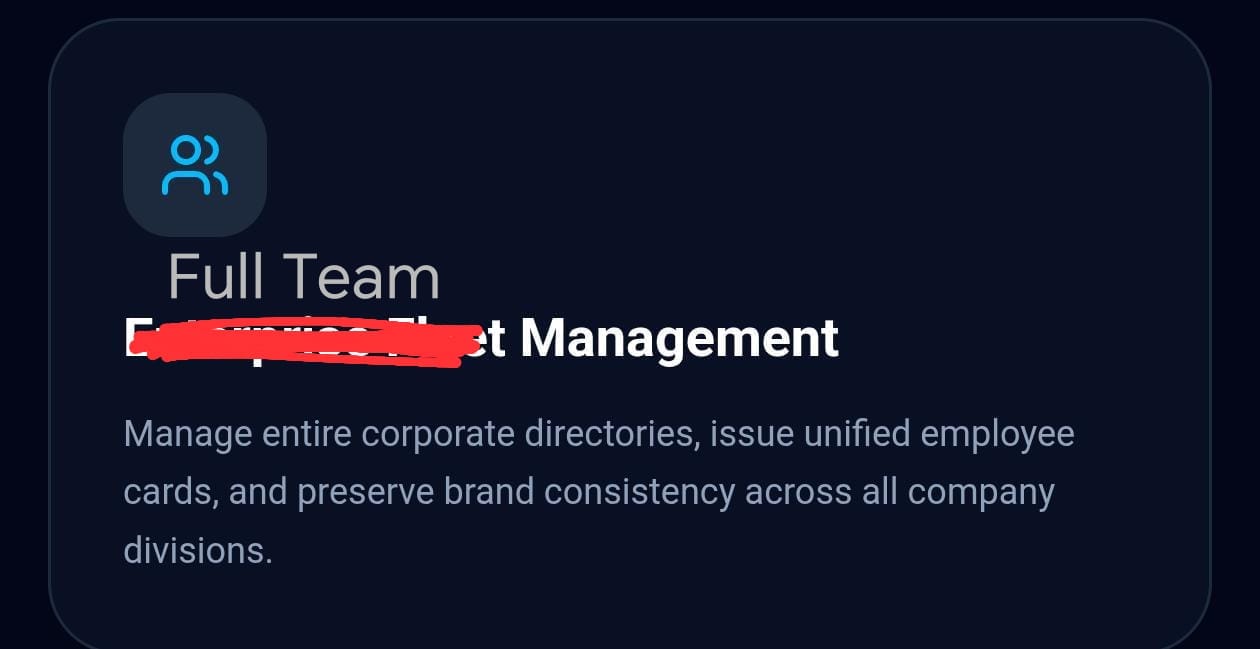 Full Team
Management
Manage entire corporate directories, issue unified employee
cards, and preserve brand consistency across all company
divisions.